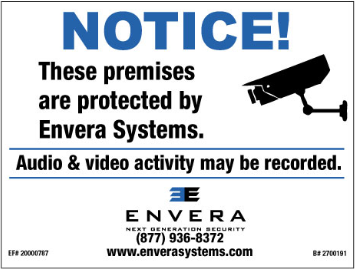 NOTICE!
These premises
are protected by
Envera Systems.
Audio & video activity may be recorded.
ENVERA
NEXT GENERATION SECURITY
(877) 936-8372
EF# 20000787 www.enverasystems.com B# 2700191